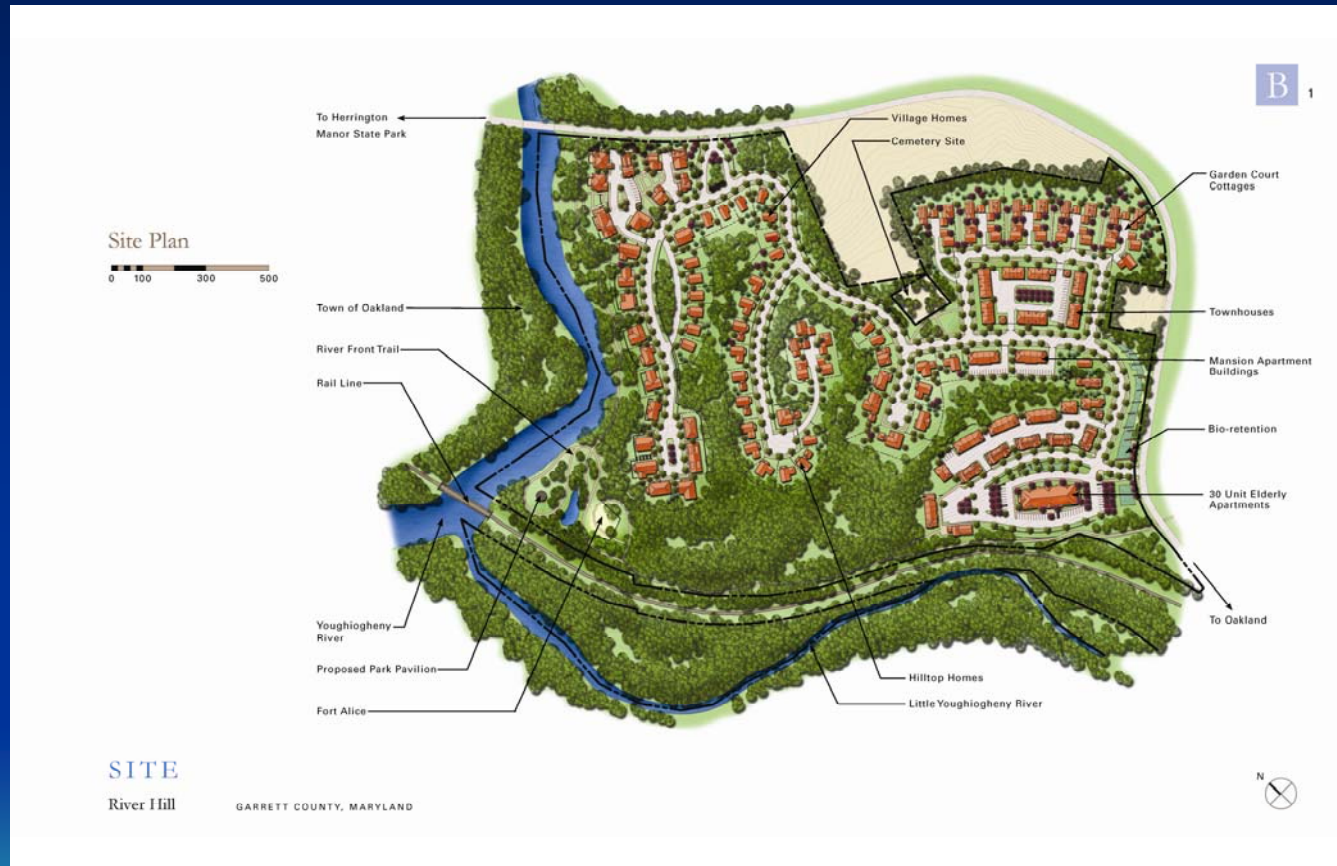 B 1
To Herrington
Manor State Park
Village Homes
Cemetery Site
Garden Court
Cottages
Site Plan
0 100 300 500
Town of Oakland
Townhouses
River Front Trail
Mansion Apartment
Buildings
Rail Line
Bio-retention
30 Unit Elderly
Apartments
To Oakland
Youghiogheny
River
Proposed Park Pavilion
Hilltop Homes
Fort Alice
Little Youghiogheny River
SITE
River Hill GARRETT COUNTY, MARYLAND
N